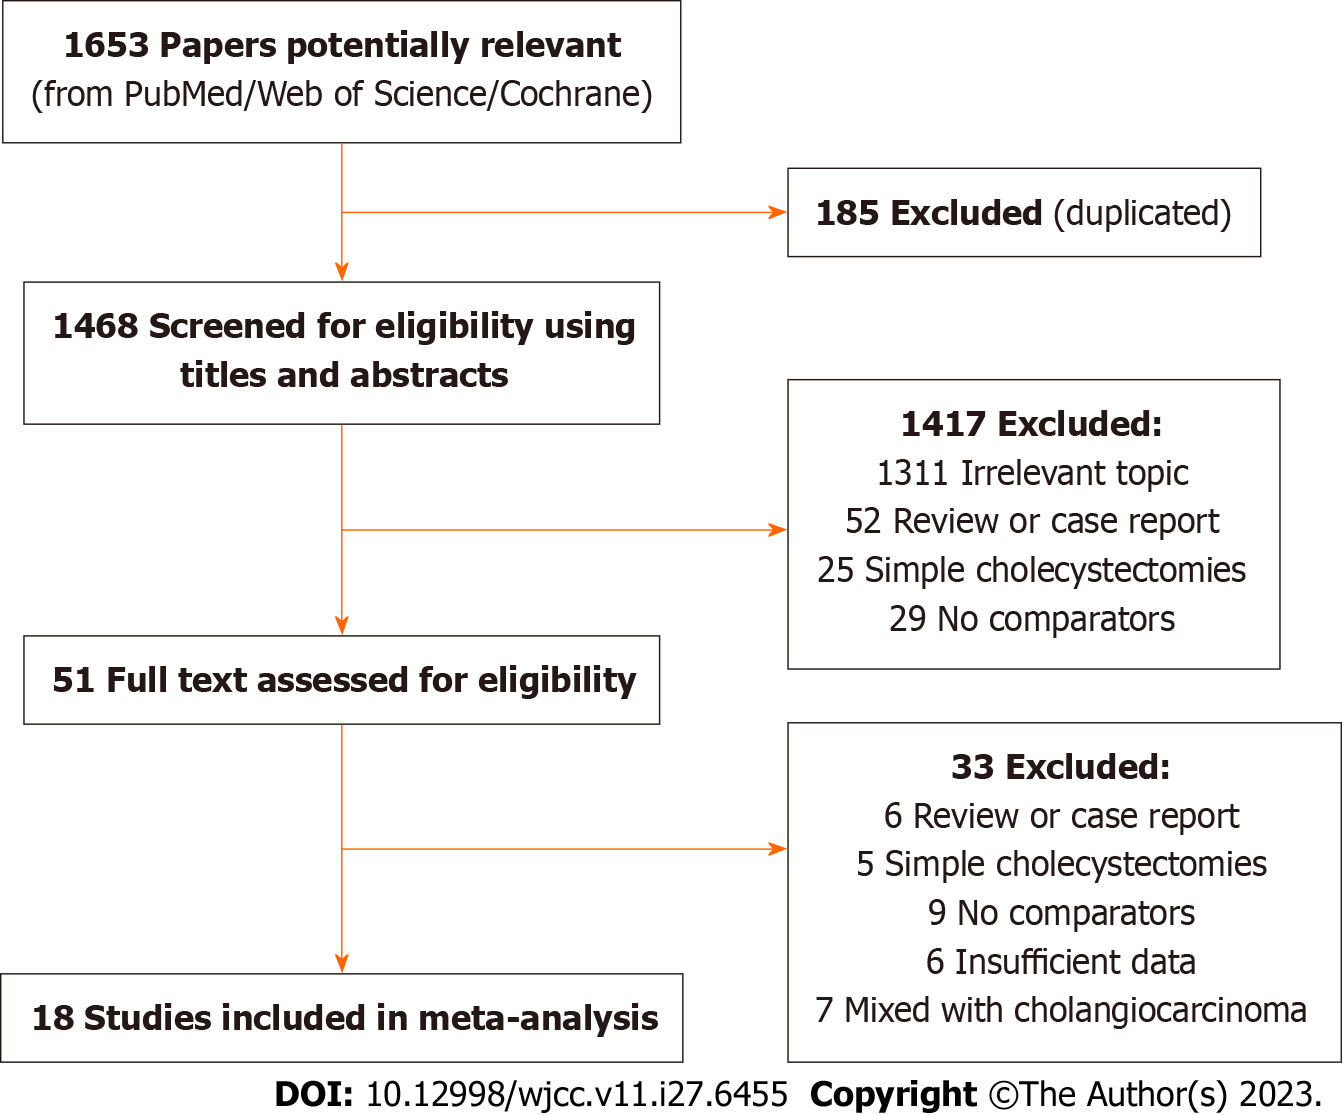 1653 Papers potentially relevant
(from PubMed/Web of Science/Cochrane)
185 Excluded (duplicated)
1468 Screened for eligibility using
titles and abstracts
1417 Excluded:
1311 Irrelevant topic
52 Review or case report
25 Simple cholecystectomies
29 No comparators
51 Full text assessed for eligibility
33 Excluded:
6 Review or case report
5 Simple cholecystectomies
9 No comparators
6 Insufficient data
7 Mixed with cholangiocarcinoma
18 Studies included in meta-analysis
DOI: 10.12998/wjcc.v11.i27.6455 Copyright ©The Author(s) 2023.